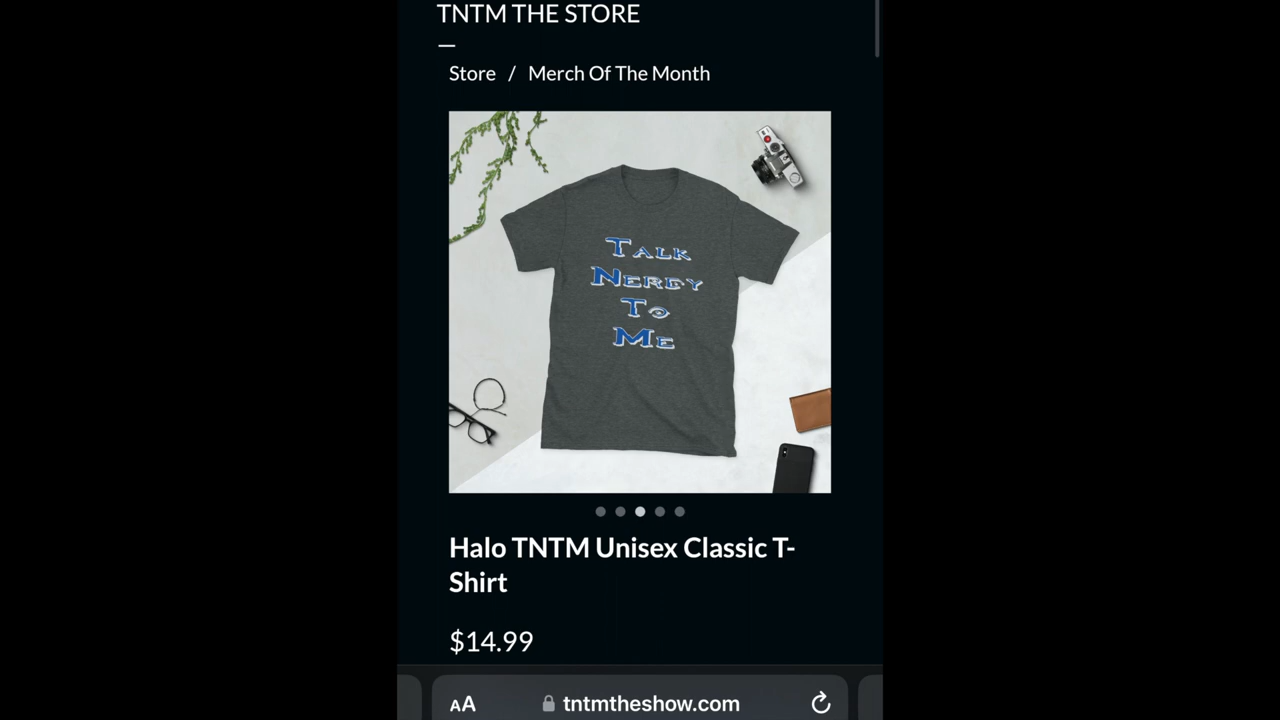 TNTM THE STORE
Store / Merch Of The Month
Talk
Nerdy
To
Me
Halo TNTM Unisex Classic T-
Shirt
$14.99
AA
tntmtheshow.com